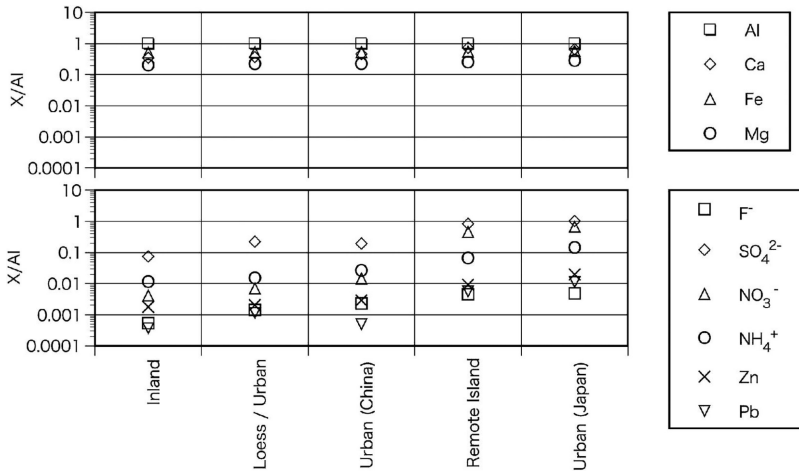 10
1
0.1
0.01
0.001
0.0001
X/Al
Al
Ca
Fe
Mg
10
1
0.1
0.01
0.001
0.0001
X/Al
Inland
Loess / Urban
Urban (China)
Remote Island
Urban (Japan)
F⁻
SO₄²⁻
NO₃⁻
NH₄⁺
Zn
Pb